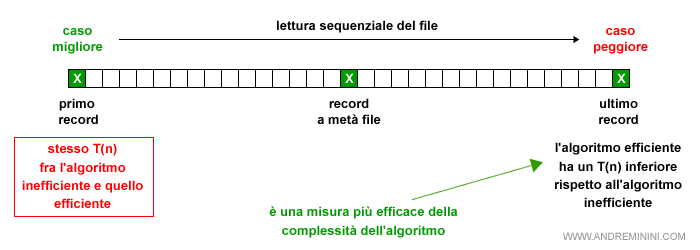 lettura sequenziale del file
caso
migliore
caso
peggiore
X
X
X
primo
record
record
a metà file
ultimo
record
stesso T(n)
fra l'algoritmo
inefficiente e quello
efficiente
l'algoritmo efficiente
ha un T(n) inferiore
rispetto all'algoritmo
inefficiente
è una misura più efficace della
complessità dell'algoritmo
WWW.ANDREMININI.COM